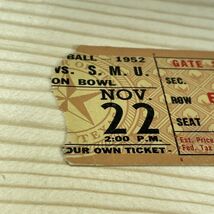 BALL 1952
VS. S. M. U.
ON BOWL
NOV.
22
2:00 P.M.
OUR OWN TICKET
GATE
SEC.
ROW
SEAT
Est. Price
Fed. Tax